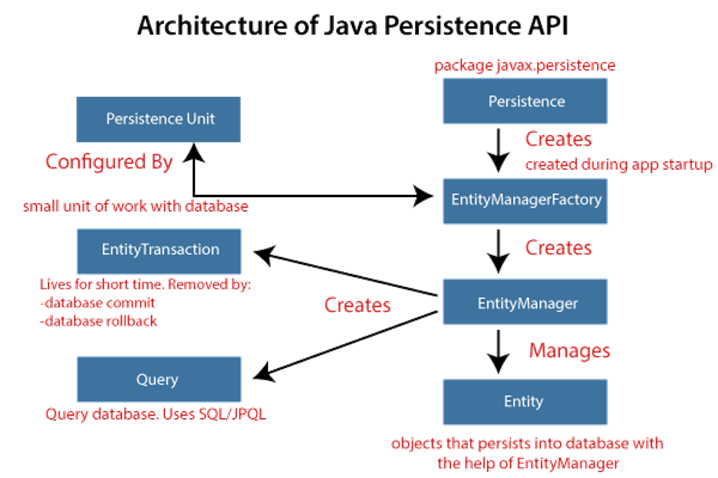 Architecture of Java Persistence API
package javax.persistence
Persistence
Persistence Unit
Creates
created during app startup
Configured By
EntityManagerFactory
small unit of work with database
EntityTransaction
Creates
Lives for short time. Removed by:
-database commit
-database rollback
Creates
EntityManager
Manages
Query
Query database. Uses SQL/JPQL
Entity
objects that persists into database with
the help of EntityManager